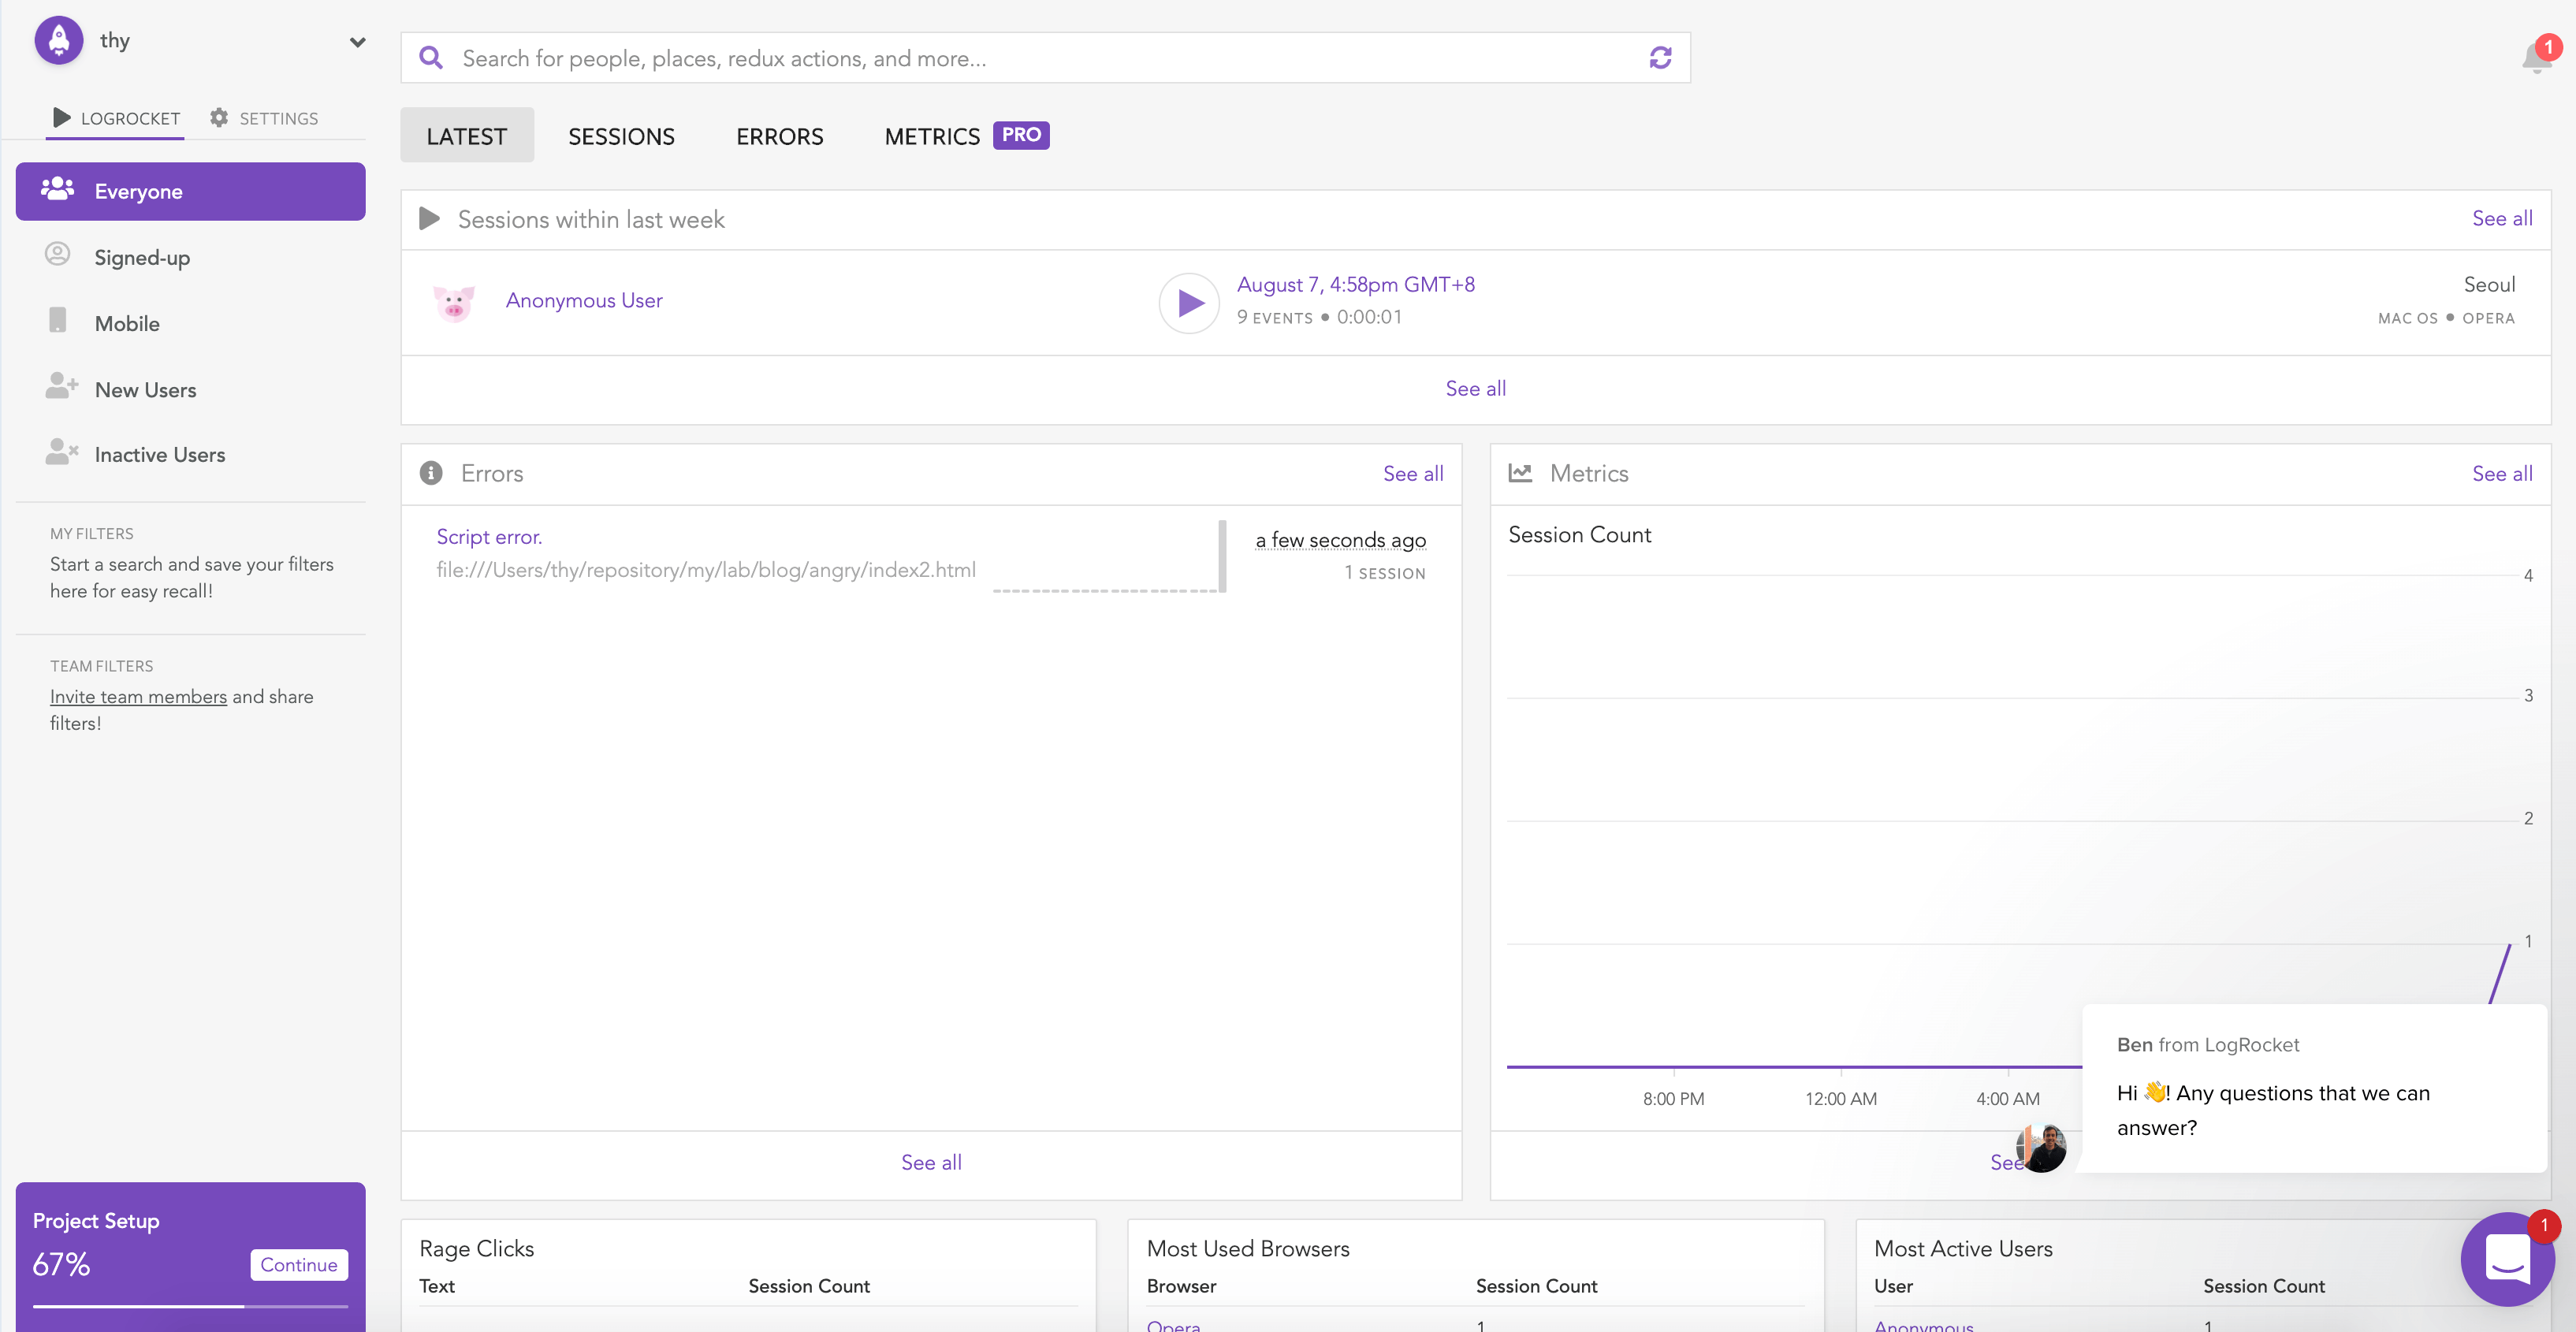 thy
LOGROCKET SETTINGS
Everyone
Signed-up
Mobile
New Users
Inactive Users
MY FILTERS
Start a search and save your filters
here for easy recall!
TEAM FILTERS
Invite team members and share
filters!
Project Setup
67% Continue
Search for people, places, redux actions, and more...
1
LATEST SESSIONS ERRORS METRICS PRO
Sessions within last week See all
Anonymous User
August 7, 4:58pm GMT+8
9 EVENTS • 0:00:01
Seoul
MAC OS • OPERA
See all
Errors See all
Script error.
file:///Users/thy/repository/my/lab/blog/angry/index2.html
a few seconds ago
1 SESSION
See all
Metrics See all
Session Count
4
3
2
1
8:00 PM 12:00 AM 4:00 AM
See
Ben from LogRocket
Hi 👋! Any questions that we can
answer?
1
Rage Clicks
Text Session Count
Most Used Browsers
Browser Session Count
Opera 1
Most Active Users
User Session Count
Anonymous 1